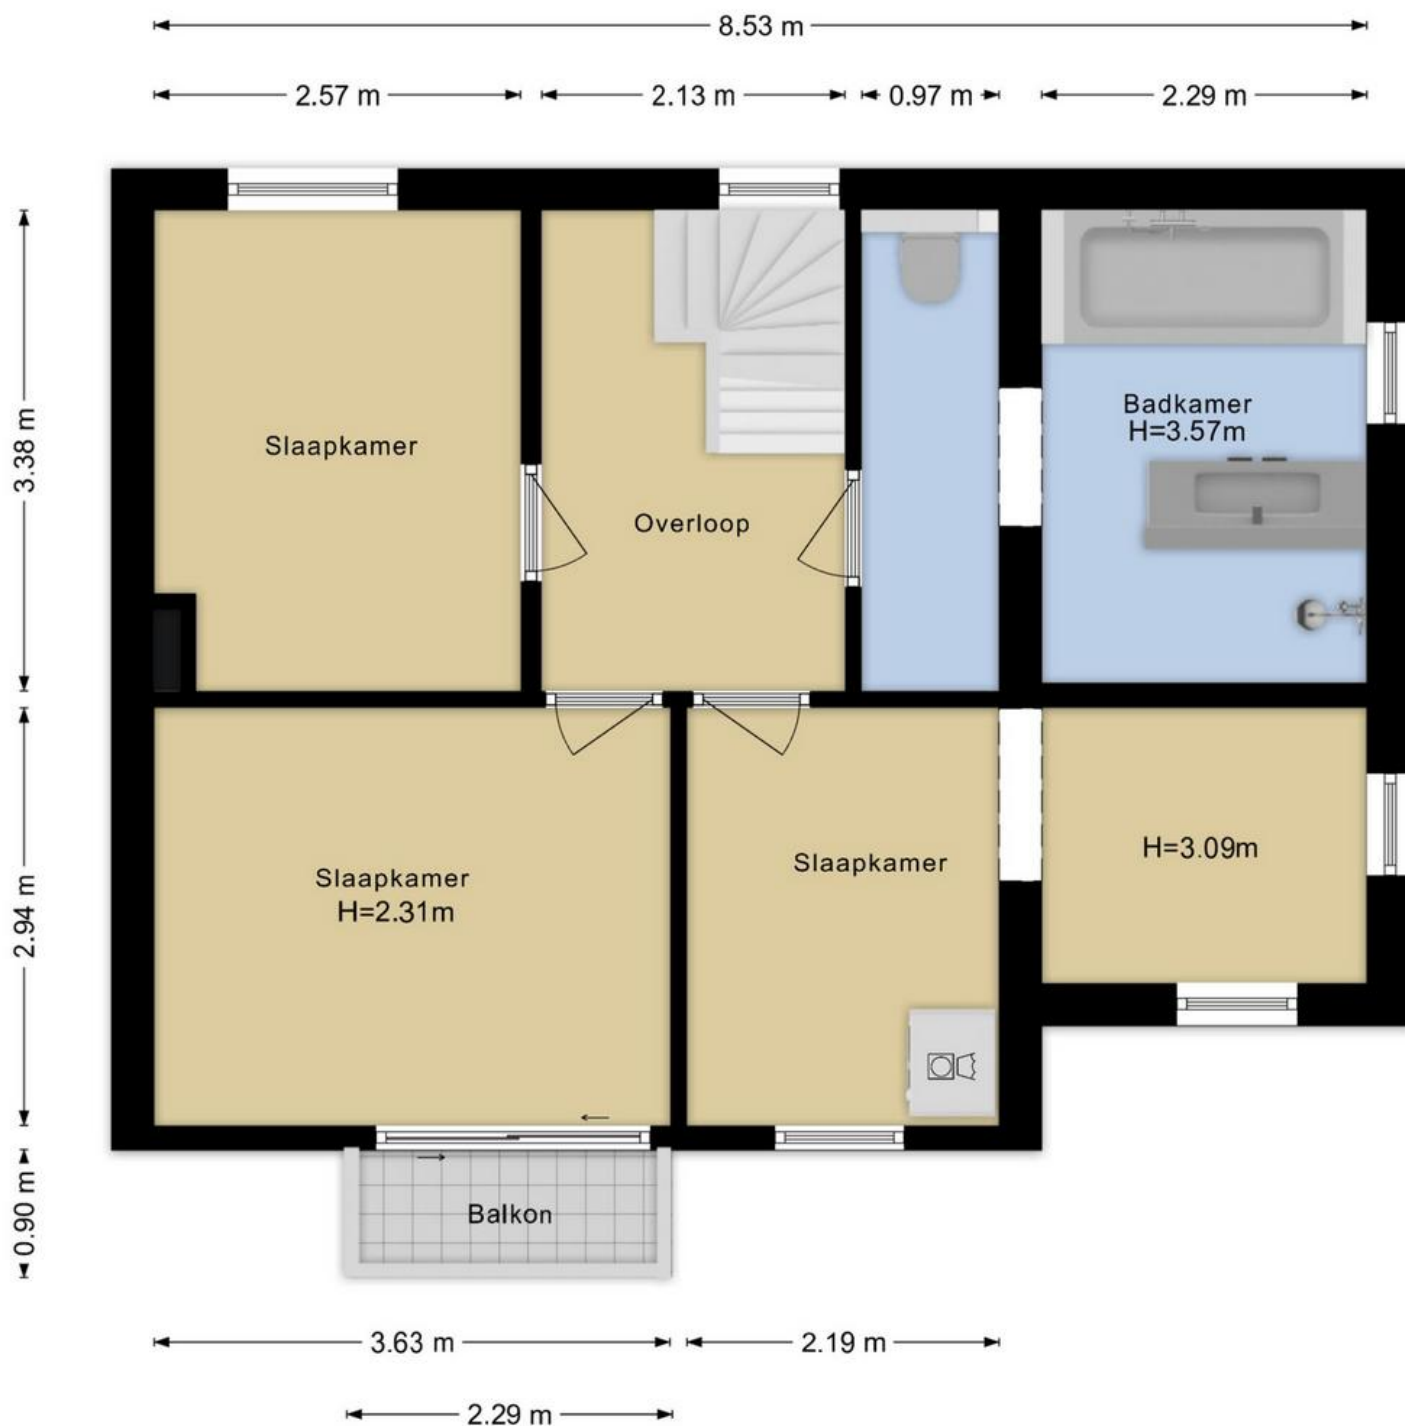 8.53 m
2.57 m
2.13 m
0.97 m
2.29 m
3.38 m
Badkamer
H=3.57m
Slaapkamer
Overloop
2.94 m
Slaapkamer
H=2.31m
Slaapkamer
H=3.09m
0.90 m
Balkon
3.63 m
2.19 m
2.29 m